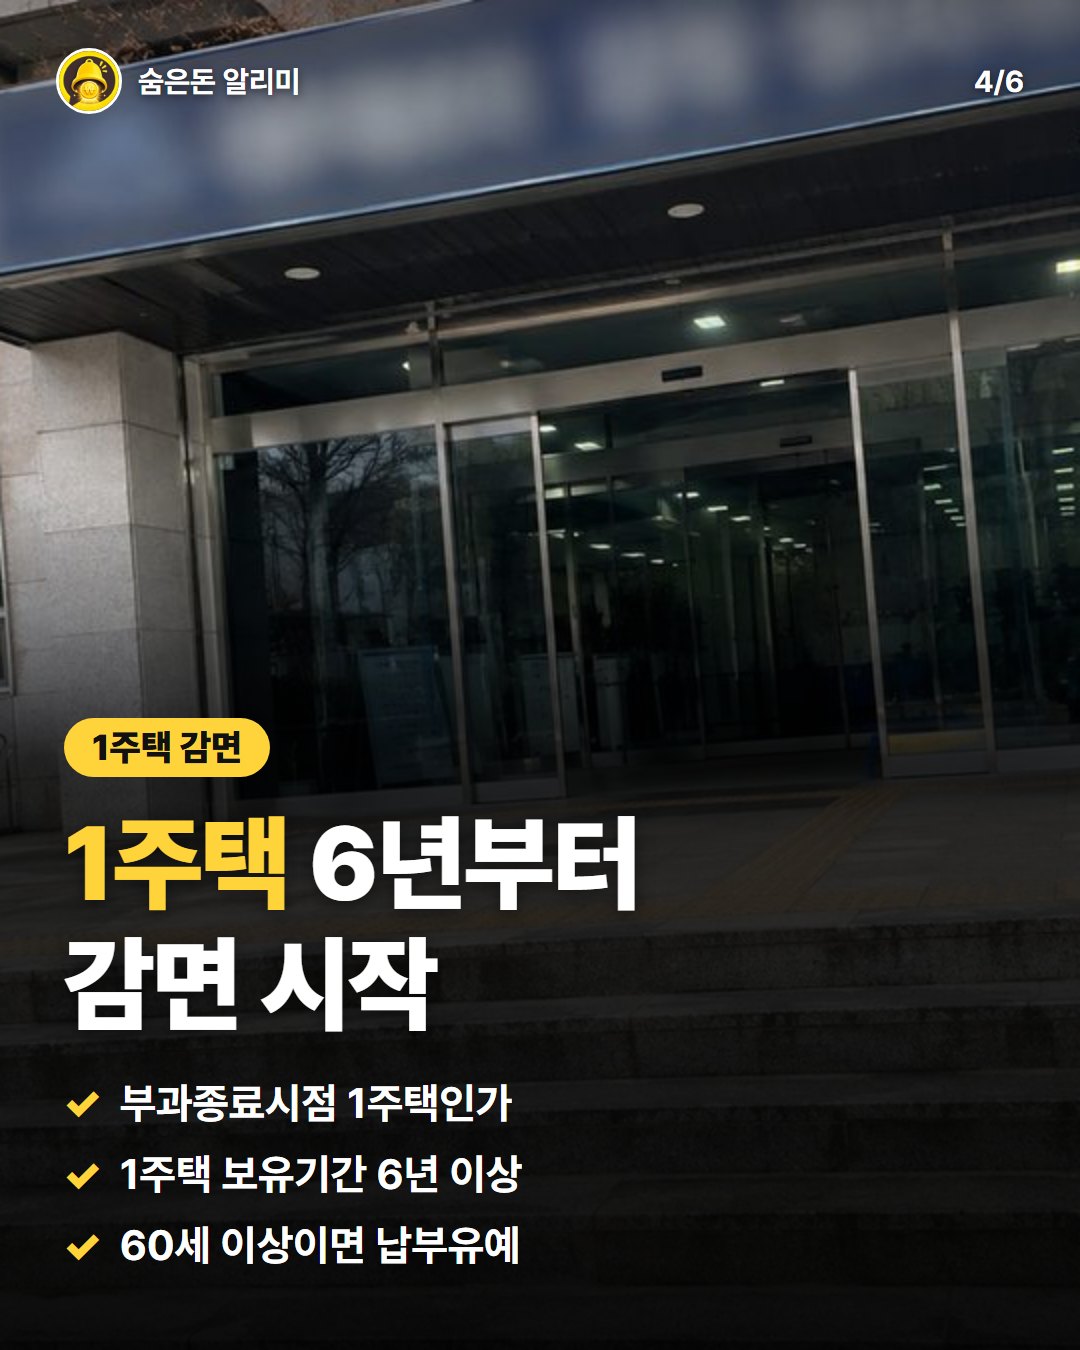 숨은돈 알리미
4/6
1주택 감면
1주택 6년부터
감면 시작
부과종료시점 1주택인가
1주택 보유기간 6년 이상
60세 이상이면 납부유예